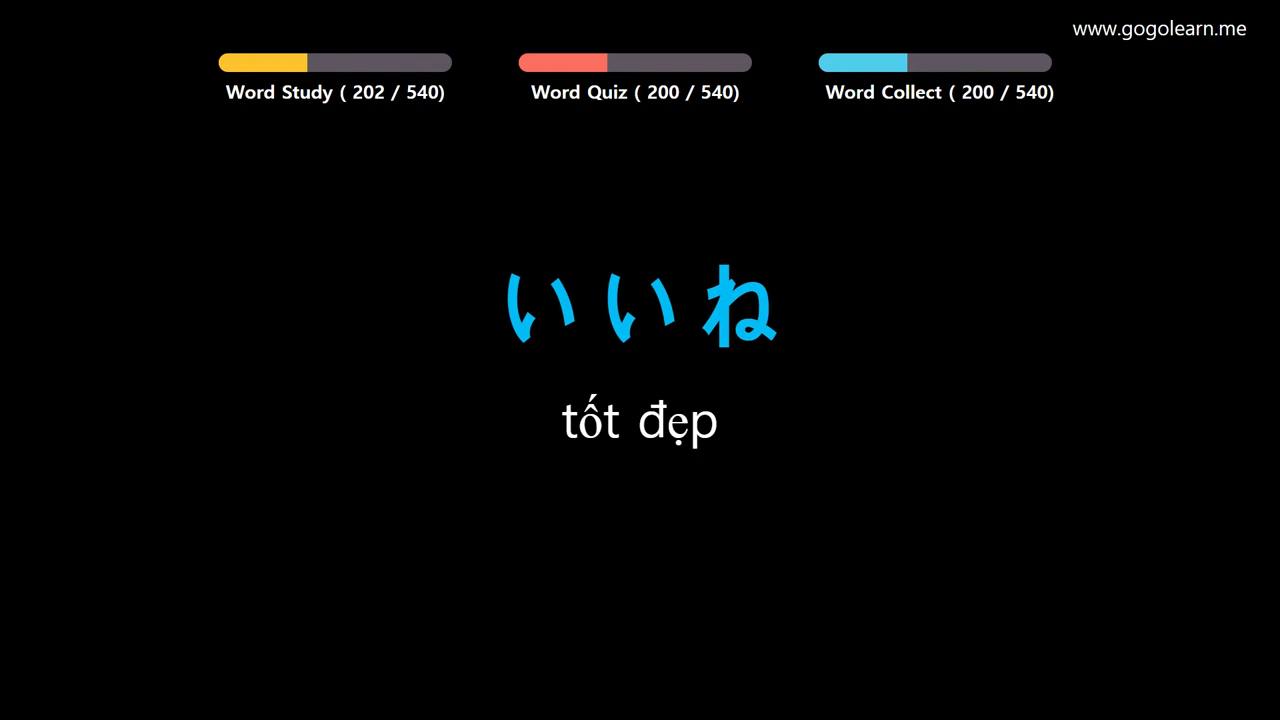 www.gogolearn.me
Word Study ( 202 / 540)
Word Quiz ( 200 / 540)
Word Collect ( 200 / 540)
いいね
tốt đẹp